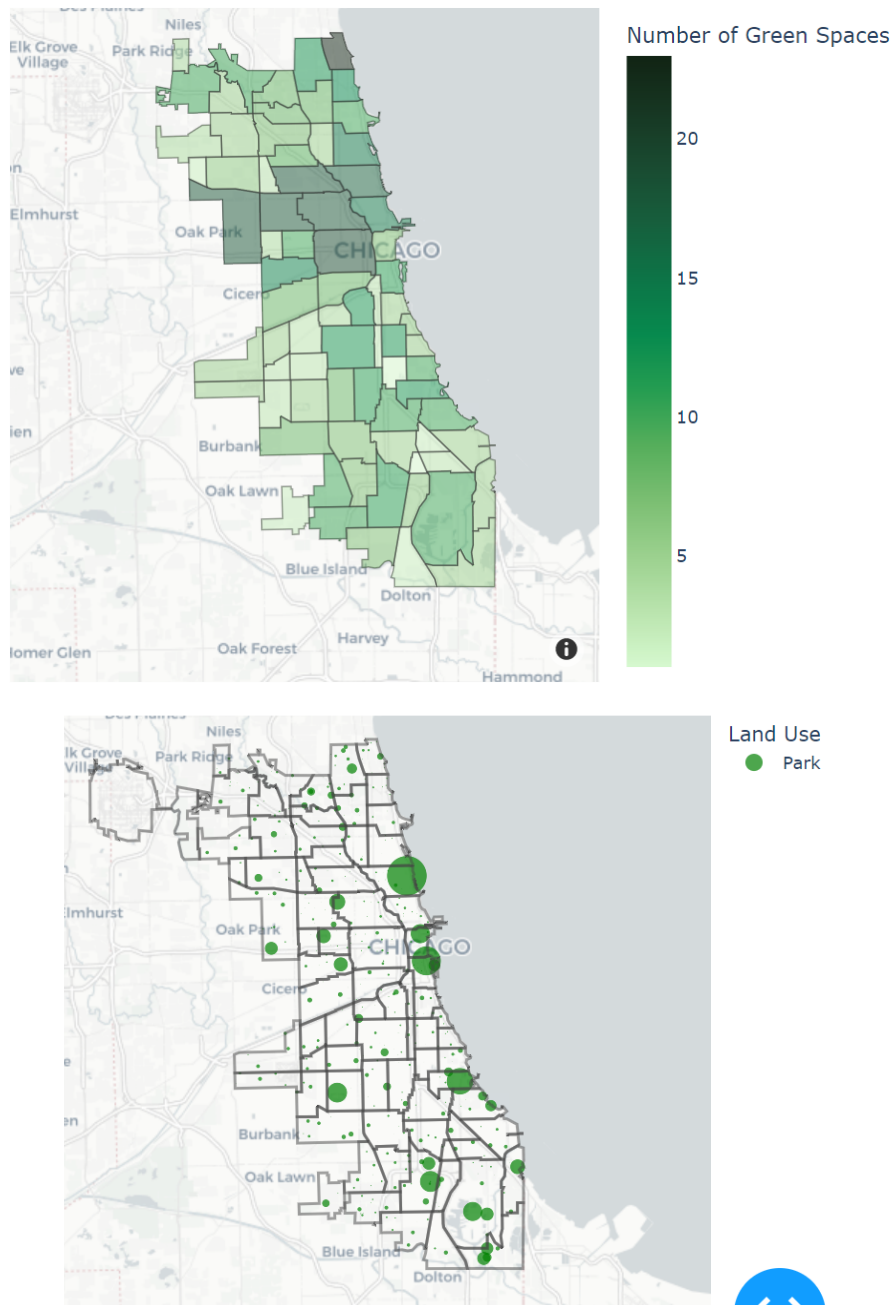 Des Plaines
Niles
Elk Grove
Village
Park Ridge
Elmhurst
Oak Park
CHICAGO
Cicero
Burbank
Oak Lawn
Blue Island
Dolton
Oak Forest
Harvey
Homer Glen
Hammond
Number of Green Spaces
20
15
10
5
Des Plaines
Niles
lk Grove
Village
Park Ridge
Elmhurst
Oak Park
CHICAGO
Cicero
Burbank
Oak Lawn
Blue Island
Dolton
Land Use
Park